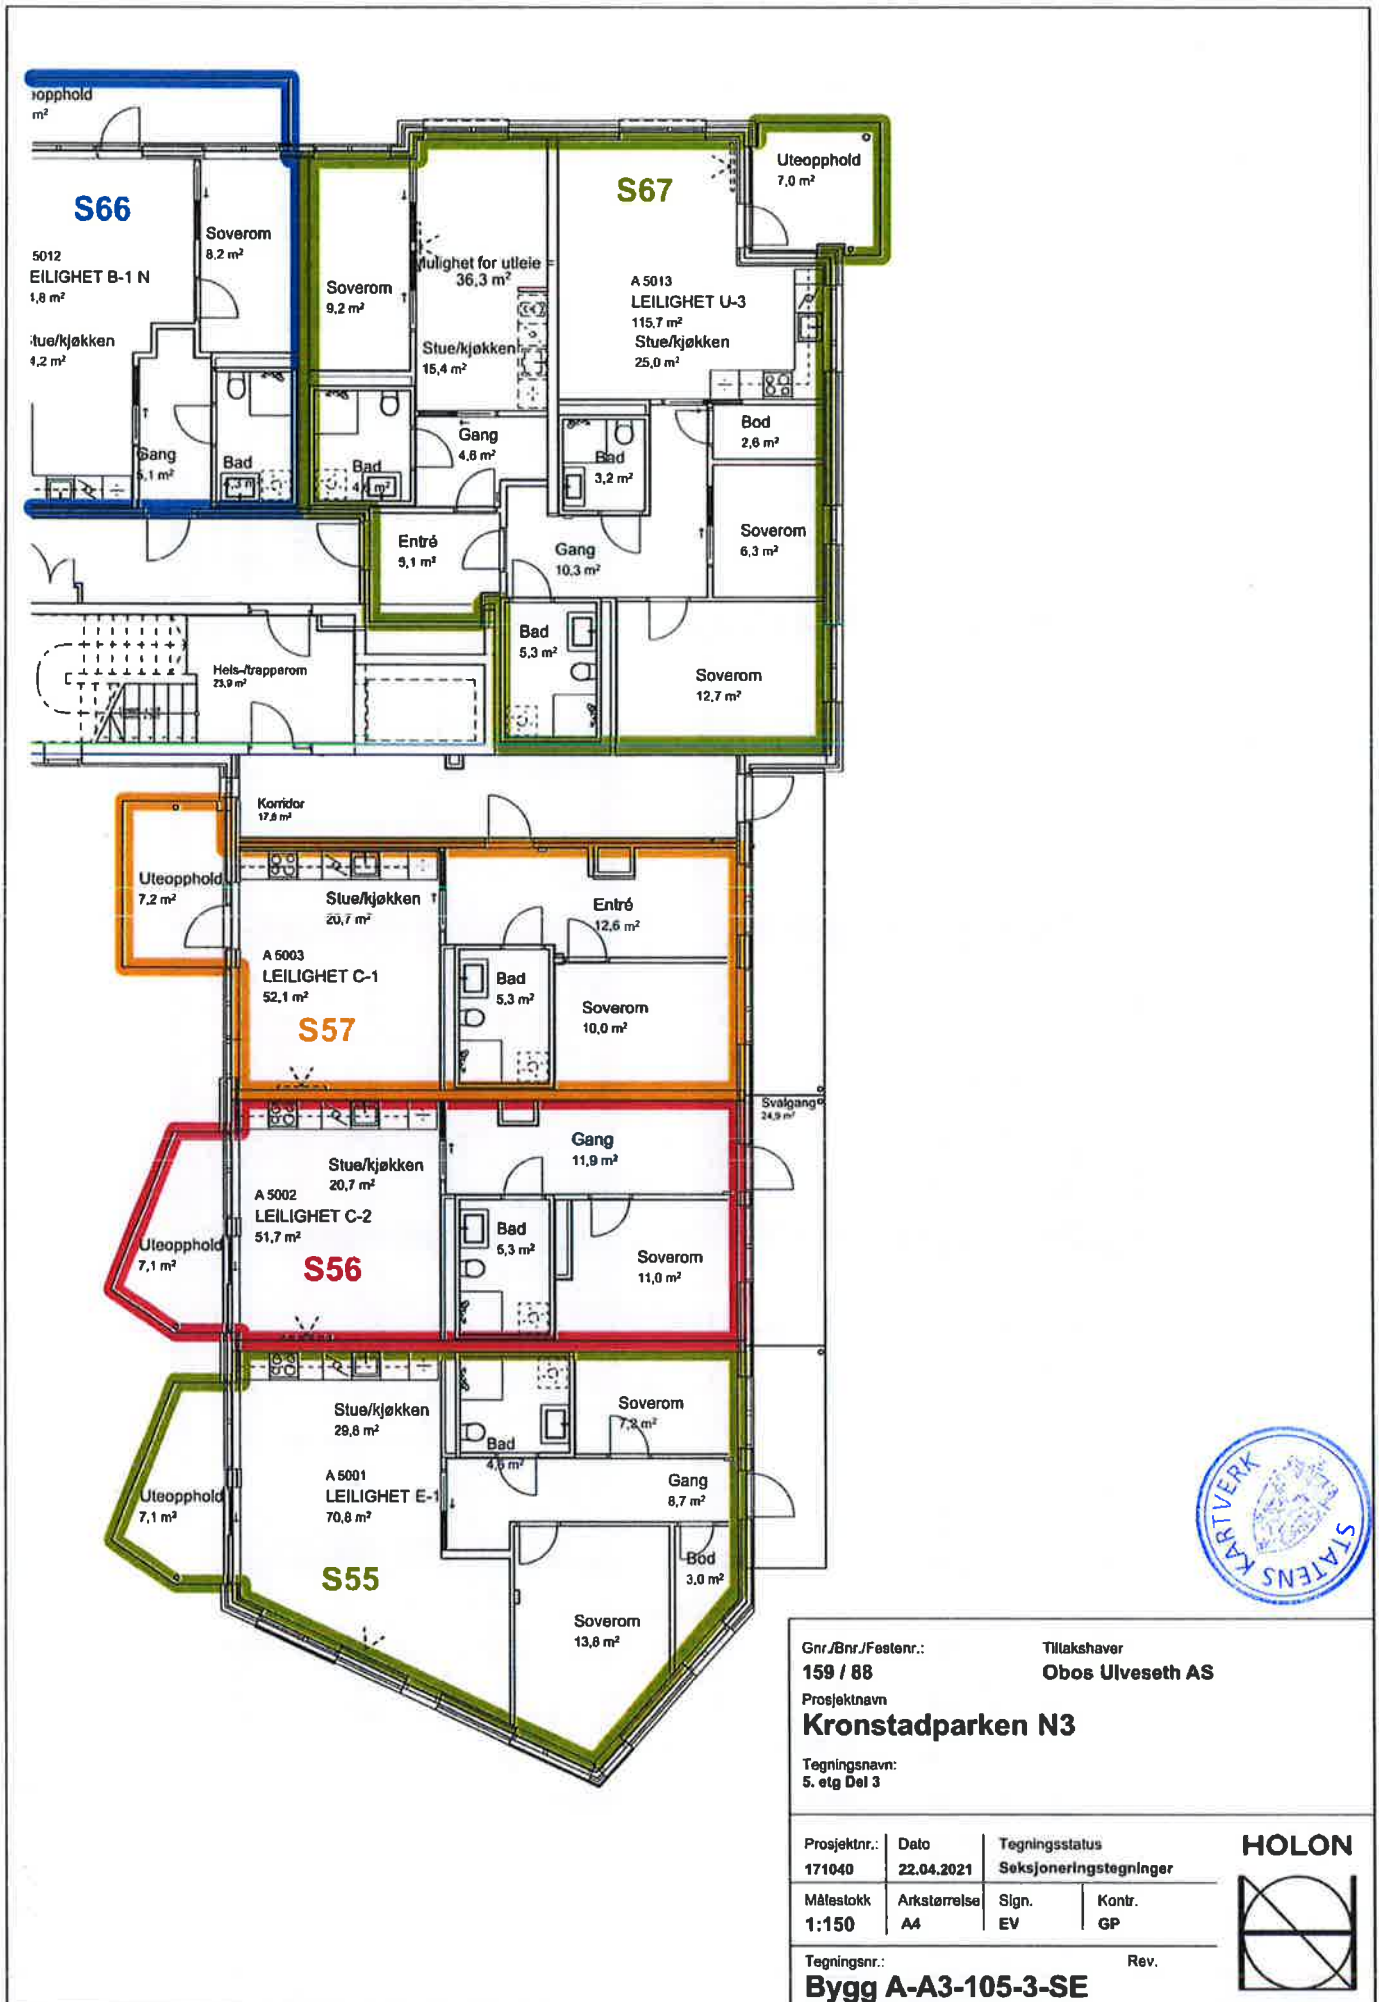 opphold
m²
S66
5012
EILIGHET B-1 N
1,8 m²
Stue/kjøkken
4,2 m²
Soverom
8,2 m²
Gang
5,1 m²
Bad
4,3 m
S67
Soverom
9,2 m²
Mulighet for utleie
36,3 m²
Stue/kjøkken
15,4 m²
Bad
Gang
4,6 m²
Entré
5,1 m²
A 5013
LEILIGHET U-3
115,7 m²
Stue/kjøkken
25,0 m²
Uteopphold
7,0 m²
Bod
2,6 m²
Bad
3,2 m²
Soverom
6,3 m²
Gang
10,3 m²
Bad
5,3 m²
Soverom
12,7 m²
Heis-/trapperom
23,9 m²
Korridor
17,6 m²
Uteopphold
7,2 m²
Stue/kjøkken
20,7 m²
A 5003
LEILIGHET C-1
52,1 m²
S57
Entré
12,6 m²
Bad
5,3 m²
Soverom
10,0 m²
Svalgang
24,9 m²
Stue/kjøkken
20,7 m²
A 5002
LEILIGHET C-2
51,7 m²
S56
Uteopphold
7,1 m²
Gang
11,9 m²
Bad
5,3 m²
Soverom
11,0 m²
Stue/kjøkken
29,8 m²
A 5001
LEILIGHET E-1
70,8 m²
S55
Uteopphold
7,1 m²
Bad
4,6 m²
Soverom
7,2 m²
Gang
8,7 m²
Bod
3,0 m²
Soverom
13,8 m²
STATENS KARTVERK
Gnr./Bnr./Festenr.:
159 / 88
Tiltakshaver
Obos Ulveseth AS
Prosjektnavn
Kronstadparken N3
Tegningsnavn:
5. etg Del 3
Prosjektnr.:
171040
Dato
22.04.2021
Tegningsstatus
Seksjoneringstegninger
Målestokk
1:150
Arkstørrelse
A4
Sign.
EV
Kontr.
GP
HOLON
Tegningsnr.:
Rev.
Bygg A-A3-105-3-SE